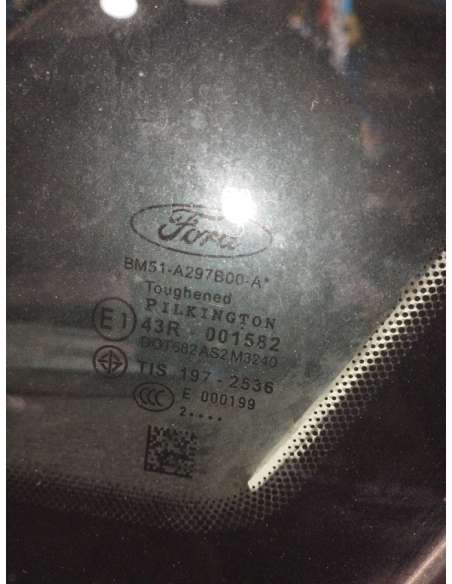 Ford
BM51-A297B00-A*
Toughened
PILKINGTON
E1 43R - 001582
DOT682AS2M3240
TIS 197 - 2536
CCC E 000199
2••••